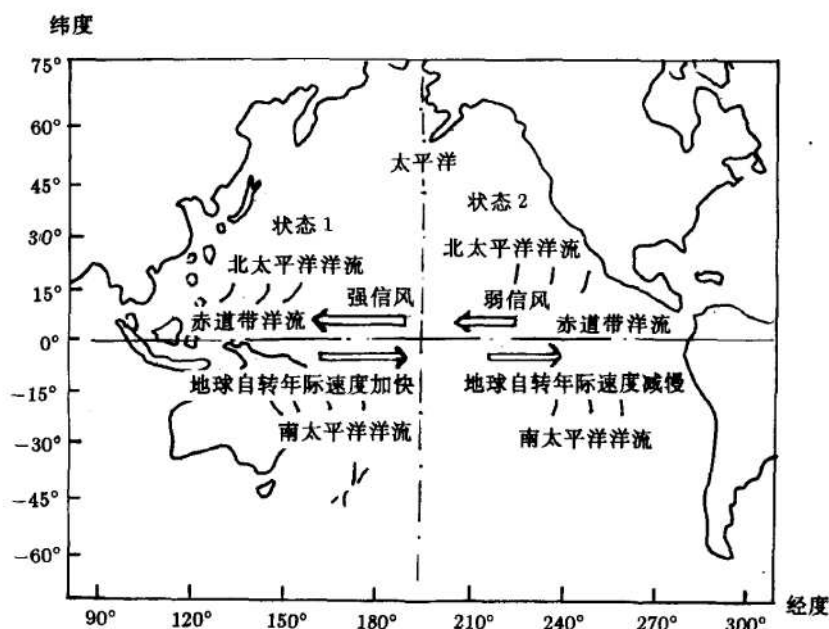 纬度
75°
60°
太平洋
45°
状态1
状态2
30°
北太平洋洋流
北太平洋洋流
15°
强信风
弱信风
赤道带洋流
赤道带洋流
0°
地球自转年际速度加快
地球自转年际速度减慢
-15°
南太平洋洋流
南太平洋洋流
-30°
-45°
-60°
90°
120°
150°
180°
210°
240°
270°
300°
经度